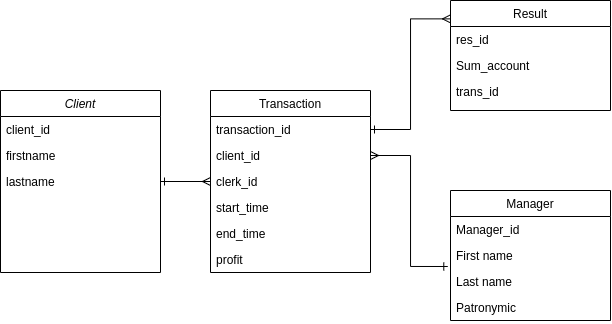 Client
client_id
firstname
lastname
Transaction
transaction_id
client_id
clerk_id
start_time
end_time
profit
Result
res_id
Sum_account
trans_id
Manager
Manager_id
First name
Last name
Patronymic